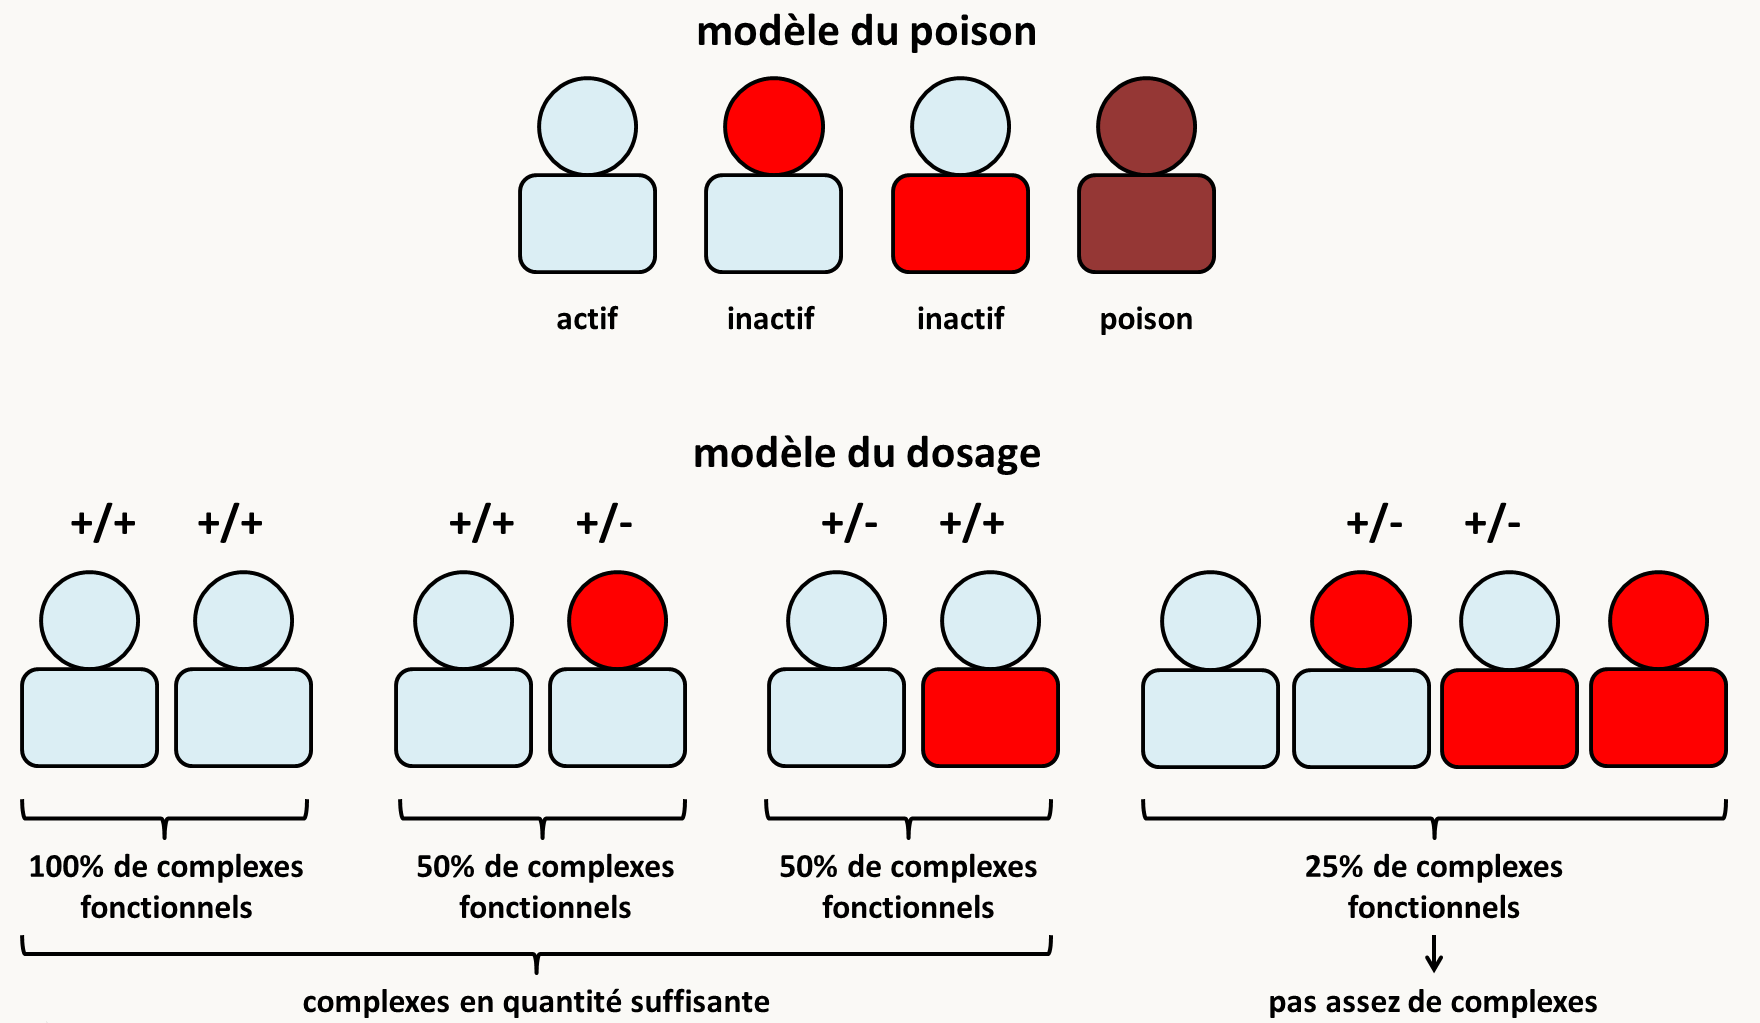 modèle du poison
actif inactif inactif poison
modèle du dosage
+/+ +/+ +/+ +/- +/- +/+ +/- +/-
100% de complexes 50% de complexes 50% de complexes 25% de complexes
fonctionnels fonctionnels fonctionnels fonctionnels
complexes en quantité suffisante pas assez de complexes